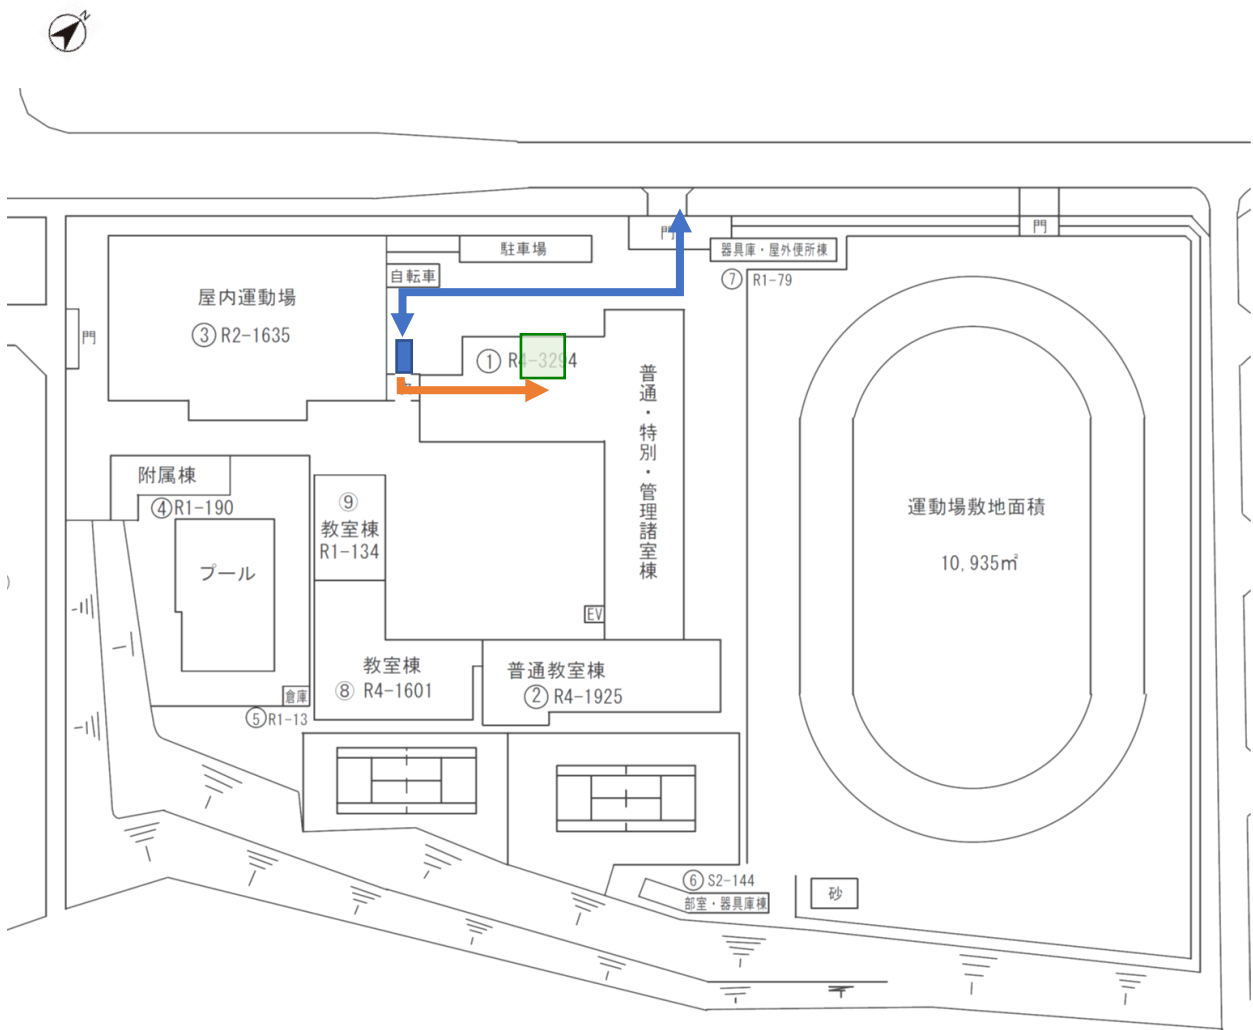 N
門
駐車場
器具庫・屋外便所棟
⑦ R1-79
門
自転車
屋内運動場
③ R2-1635
門
① R4-3294
普通・特別・管理諸室棟
附属棟
④R1-190
プール
⑨
教室棟
R1-134
運動場敷地面積
10,935㎡
EV
教室棟
⑧ R4-1601
普通教室棟
② R4-1925
倉庫
⑤R1-13
⑥ S2-144
部室・器具庫棟
砂